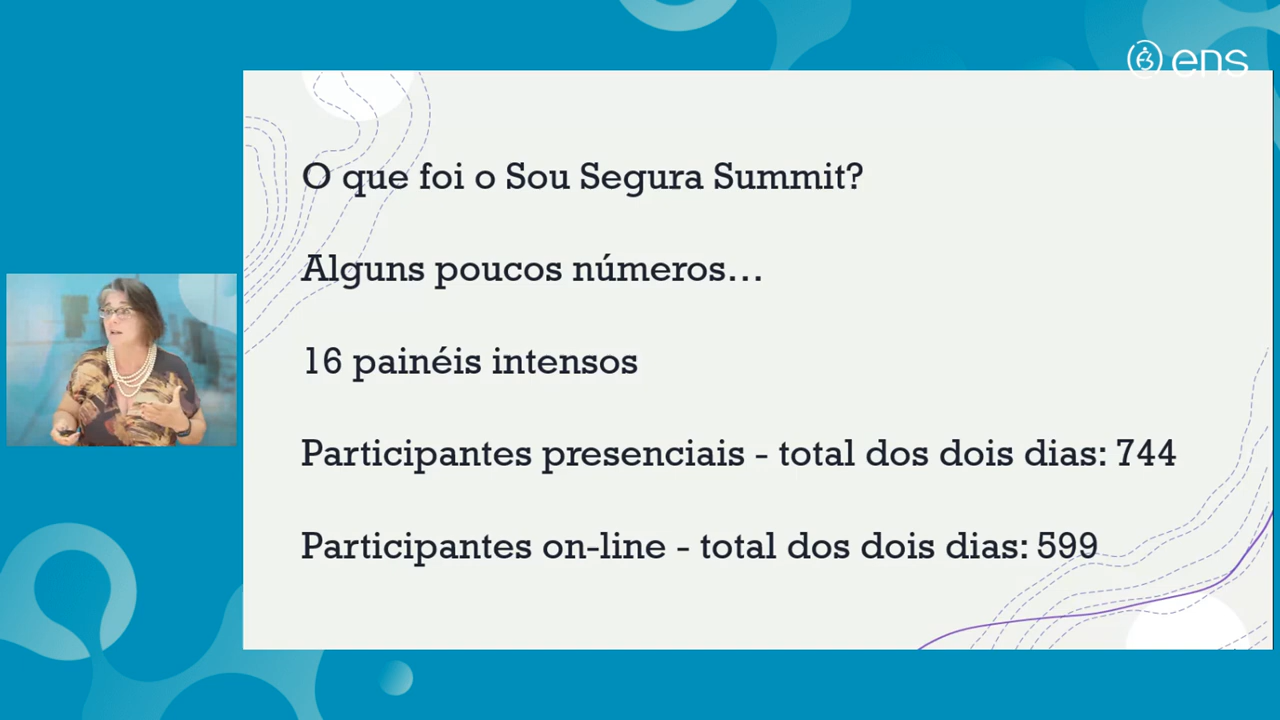 ens
O que foi o Sou Segura Summit?
Alguns poucos números...
16 painéis intensos
Participantes presenciais - total dos dois dias: 744
Participantes on-line - total dos dois dias: 599